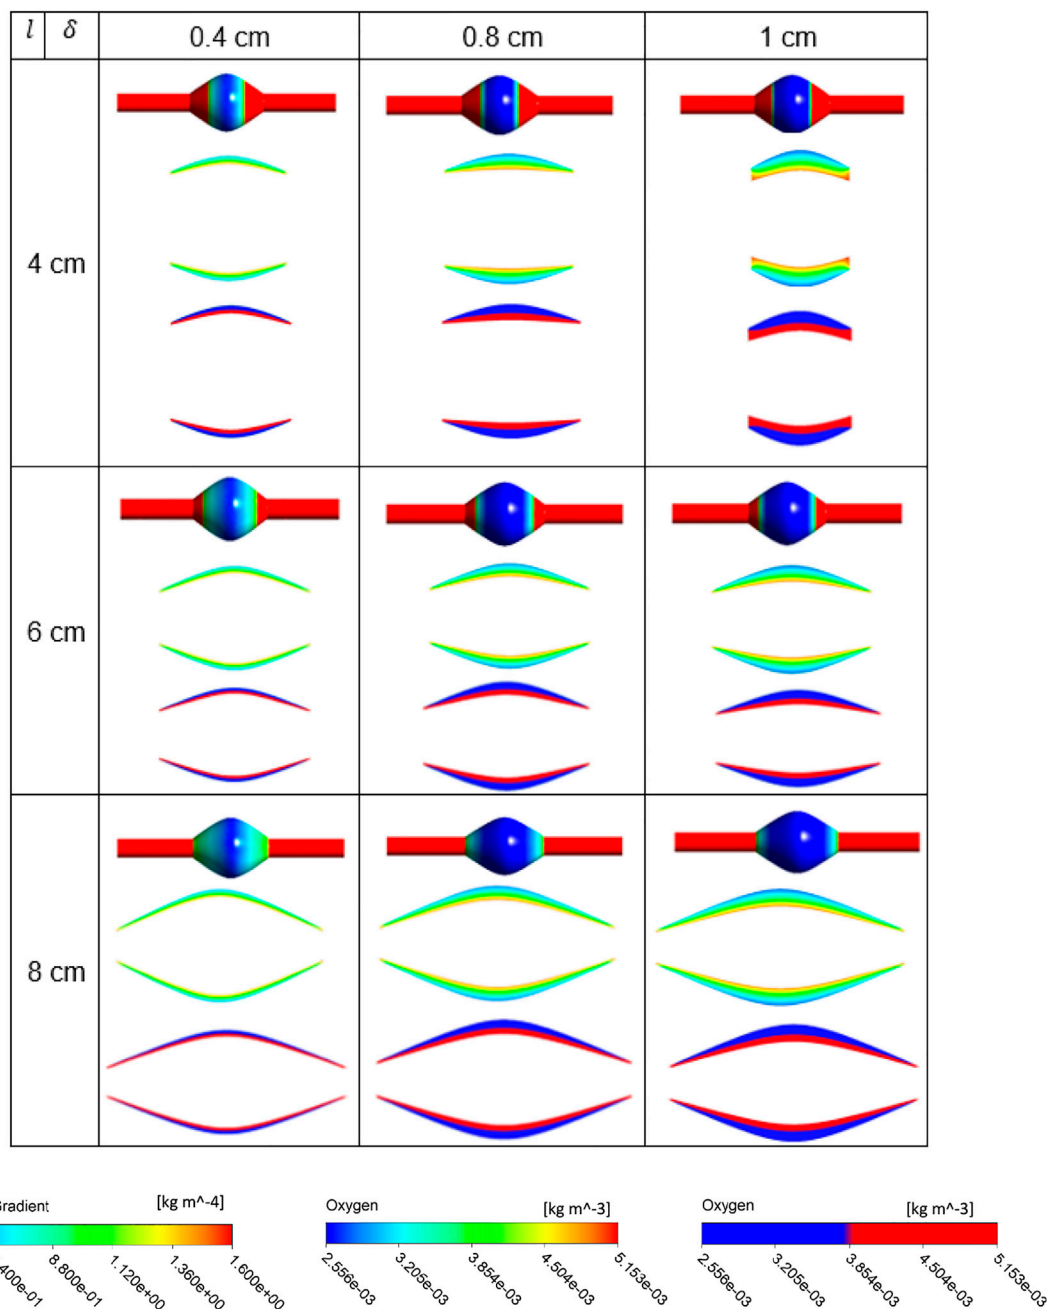 l δ 0.4 cm 0.8 cm 1 cm
4 cm
6 cm
8 cm
[kg m^-4]
8.800e-01 1.120e+00 1.360e+00 1.600e+00
Oxygen [kg m^-3]
2.556e-03 3.205e-03 3.854e-03 4.504e-03 5.153e-03
Oxygen [kg m^-3]
2.556e-03 3.205e-03 3.854e-03 4.504e-03 5.153e-03